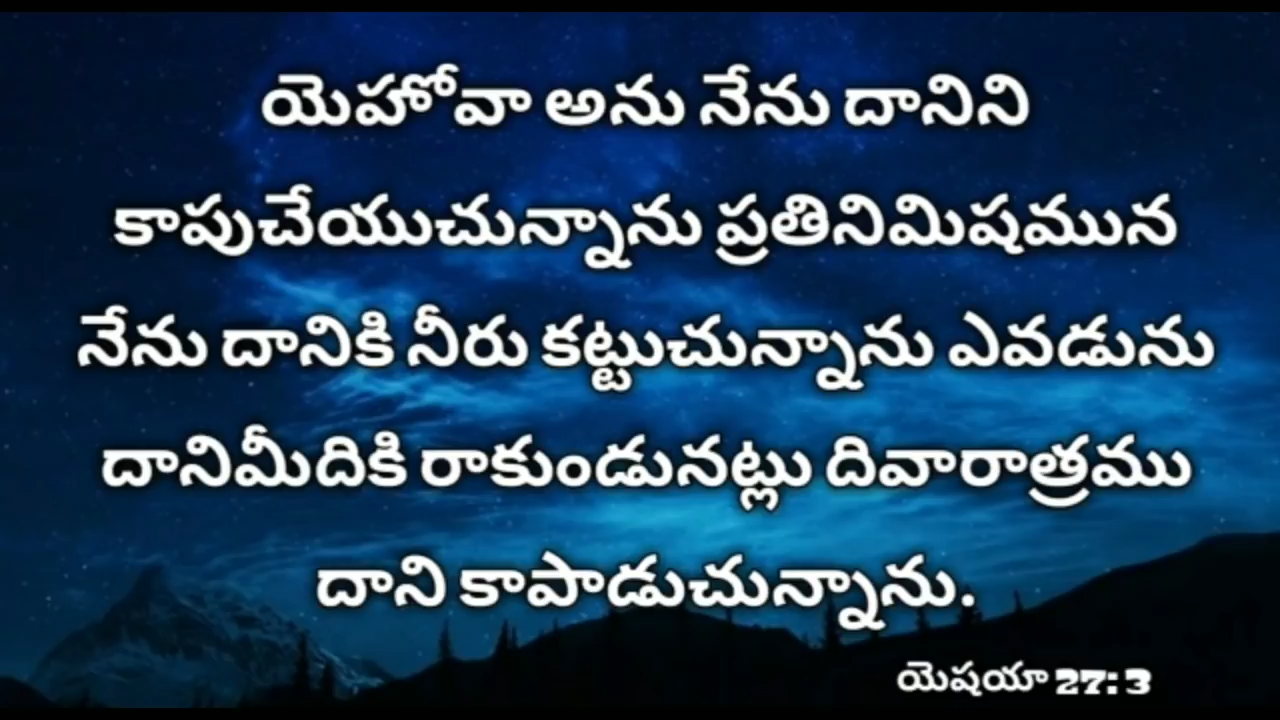 యెహోవా అను నేను దానిని
కాపుచేయుచున్నాను ప్రతినిమిషమున
నేను దానికి నీరు కట్టుచున్నాను ఎవడును
దానిమీదికి రాకుండునట్లు దివారాత్రము
దాని కాపాడుచున్నాను.
యెషయా 27: 3